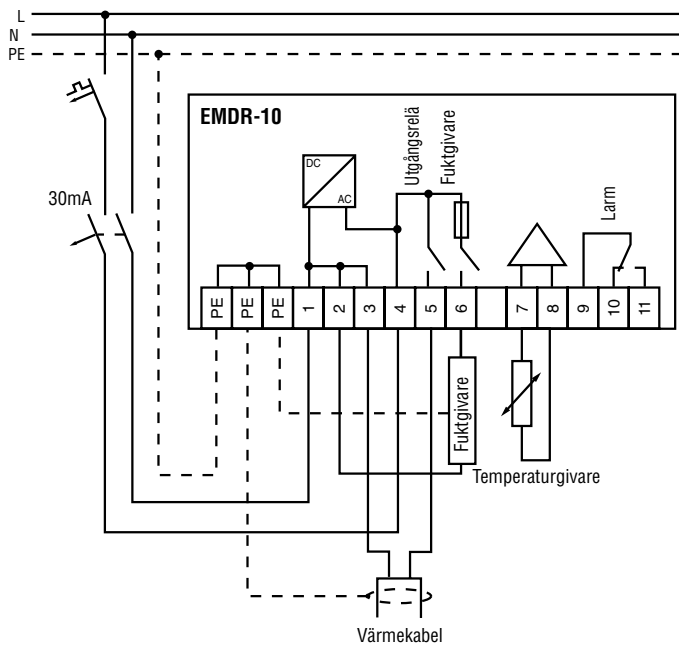 L
N
PE
EMDR-10
DC
AC
Utgångsrelä
Fuktgivare
Larm
30mA
PE
PE
PE
1
2
3
4
5
6
7
8
9
10
11
Fuktgivare
Temperaturgivare
Värmekabel